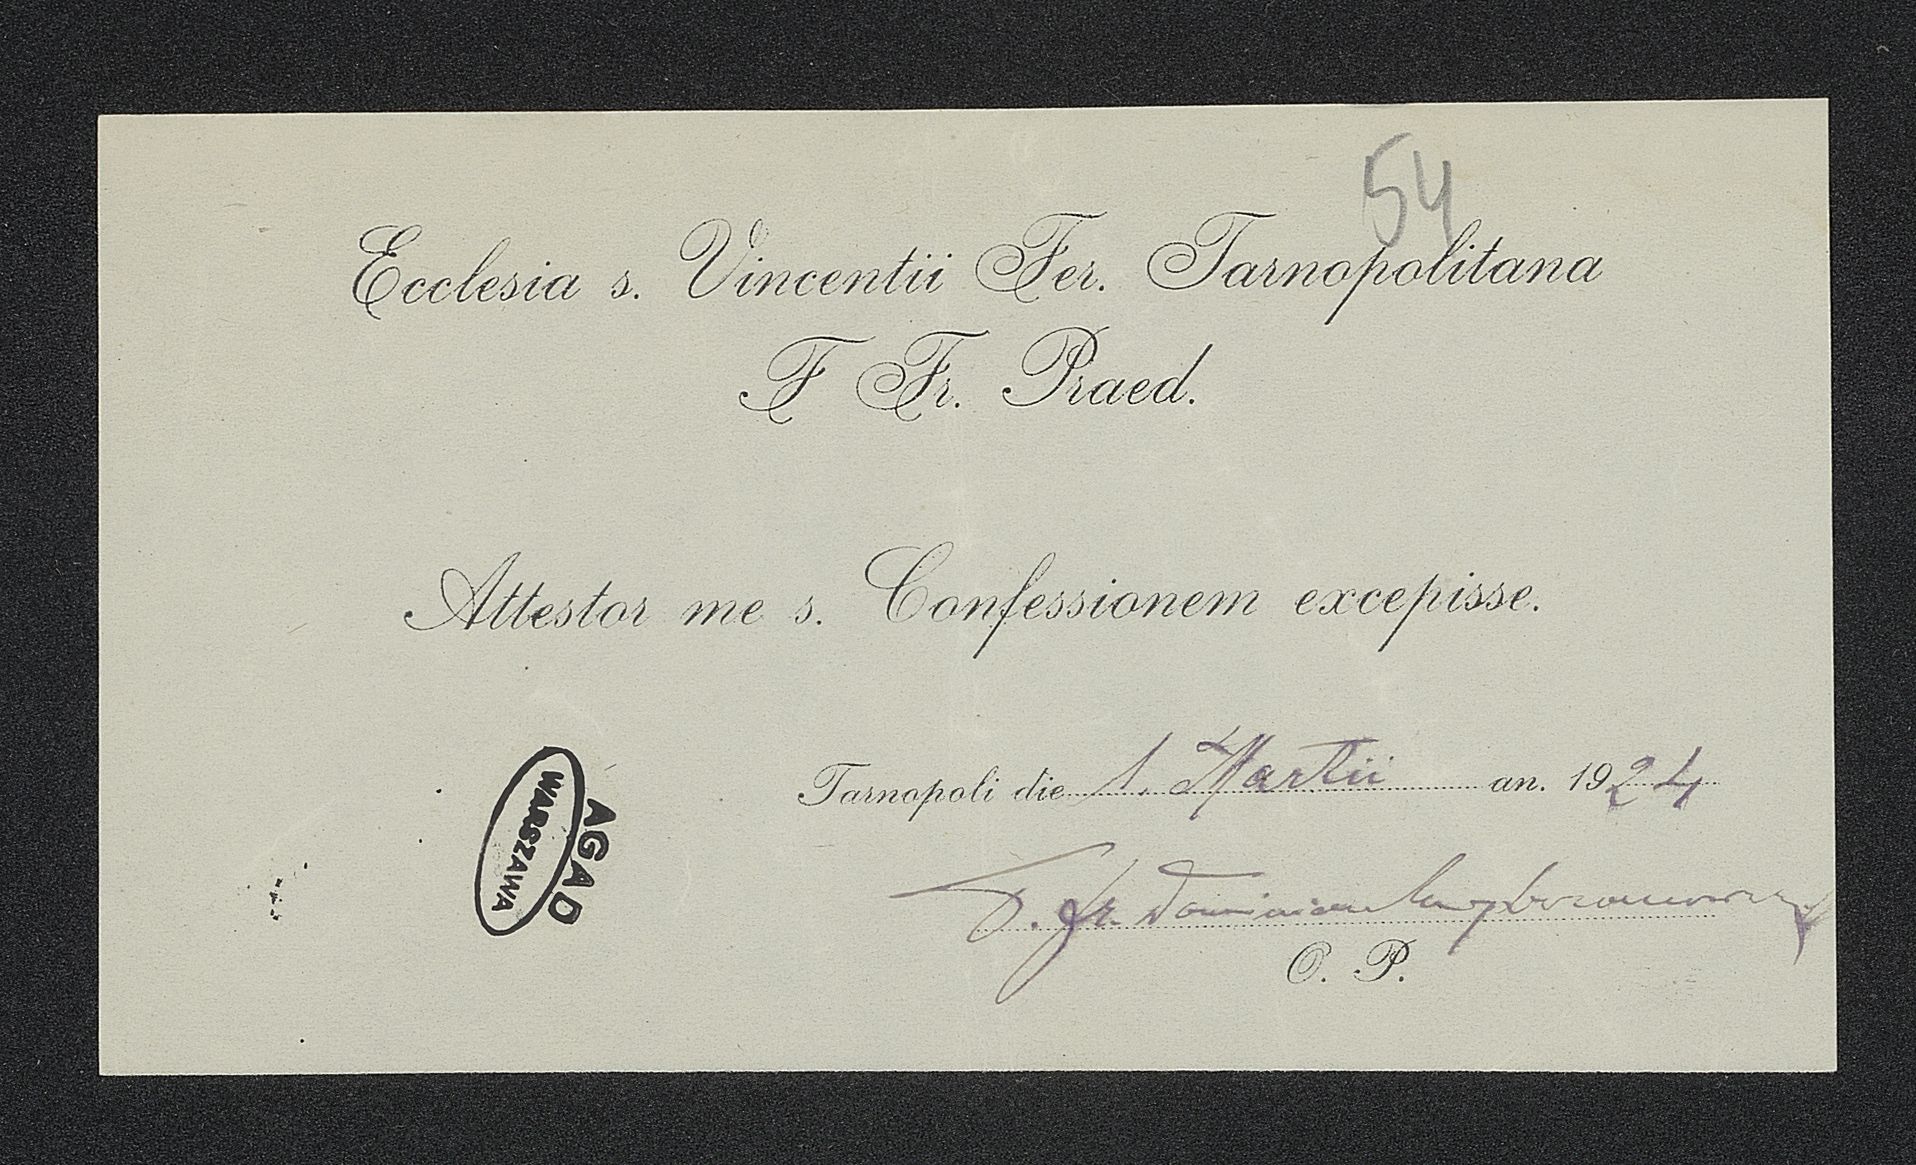 54
Ecclesia s. Vincentii Fer. Tarnopolitana
F Fr. Praed.
Attestor me s. Confessionem excepisse.
Tarnopoli die 1. Martii an. 1924
Fr.
O. P.
AGAD
WARSZAWA